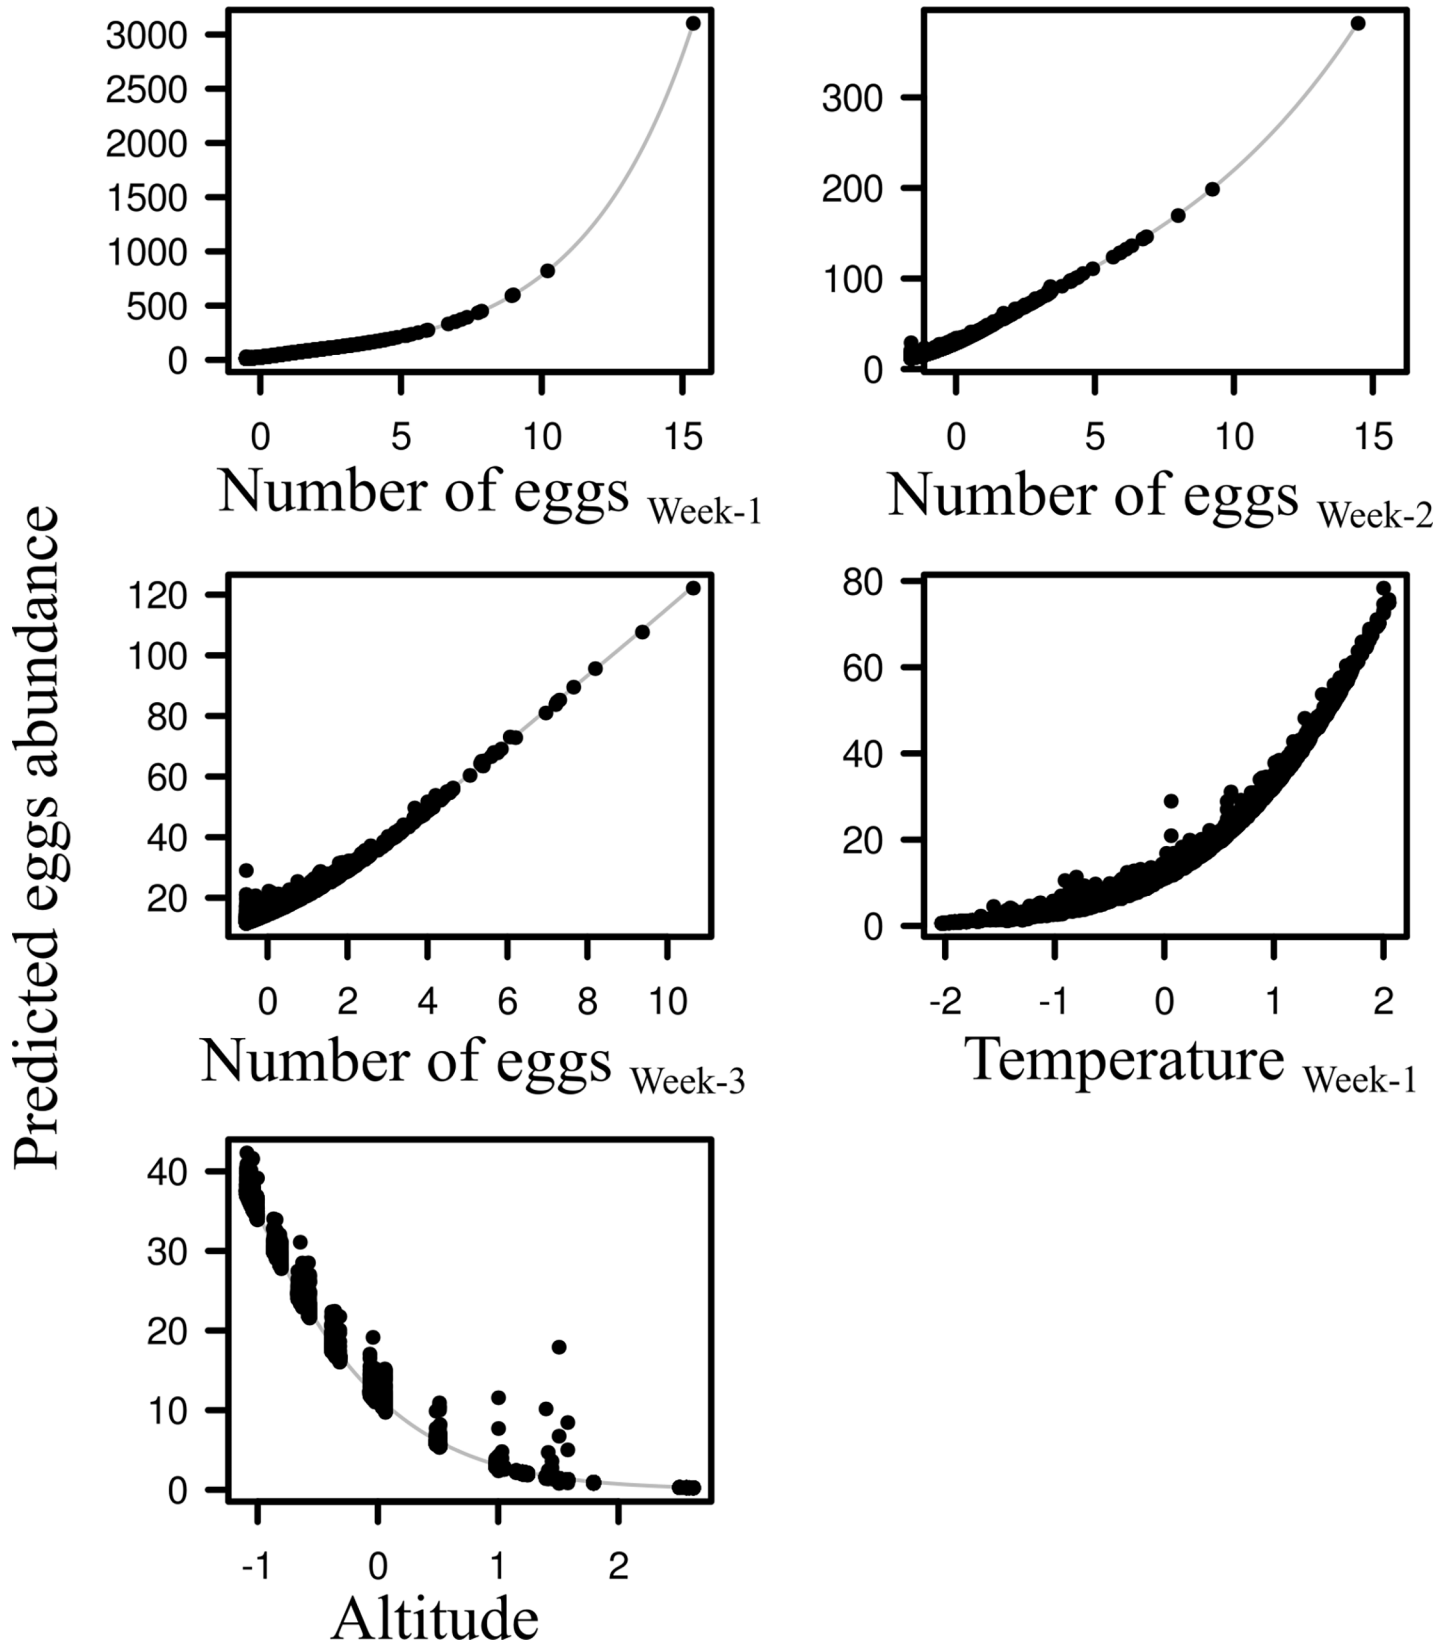 Predicted eggs abundance
3000
2500
2000
1500
1000
500
0
0 5 10 15
Number of eggs Week-1
300
200
100
0
0 5 10 15
Number of eggs Week-2
120
100
80
60
40
20
0 2 4 6 8 10
Number of eggs Week-3
80
60
40
20
0
-2 -1 0 1 2
Temperature Week-1
40
30
20
10
0
-1 0 1 2
Altitude